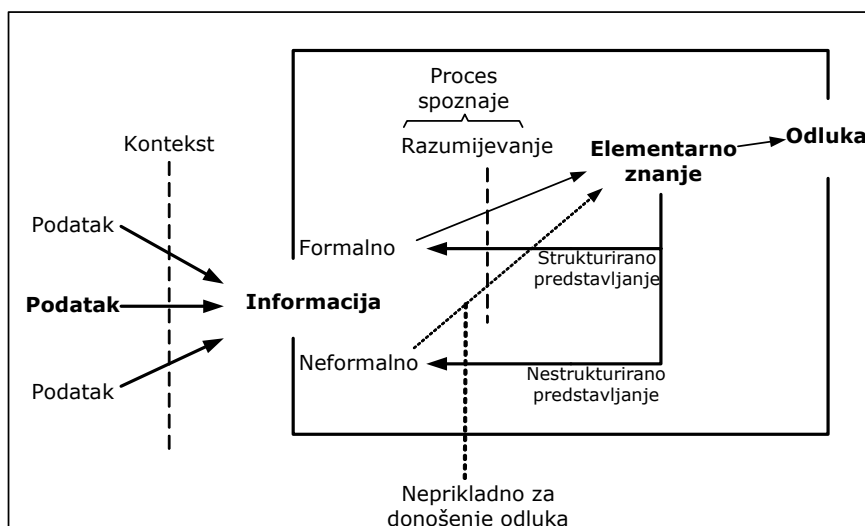 Proces
spoznaje
Kontekst
Razumijevanje
Elementarno
znanje
Odluka
Podatak
Formalno
Strukturirano
predstavljanje
Podatak
Informacija
Neformalno
Nestrukturirano
predstavljanje
Podatak
Neprikladno za
donošenje odluka